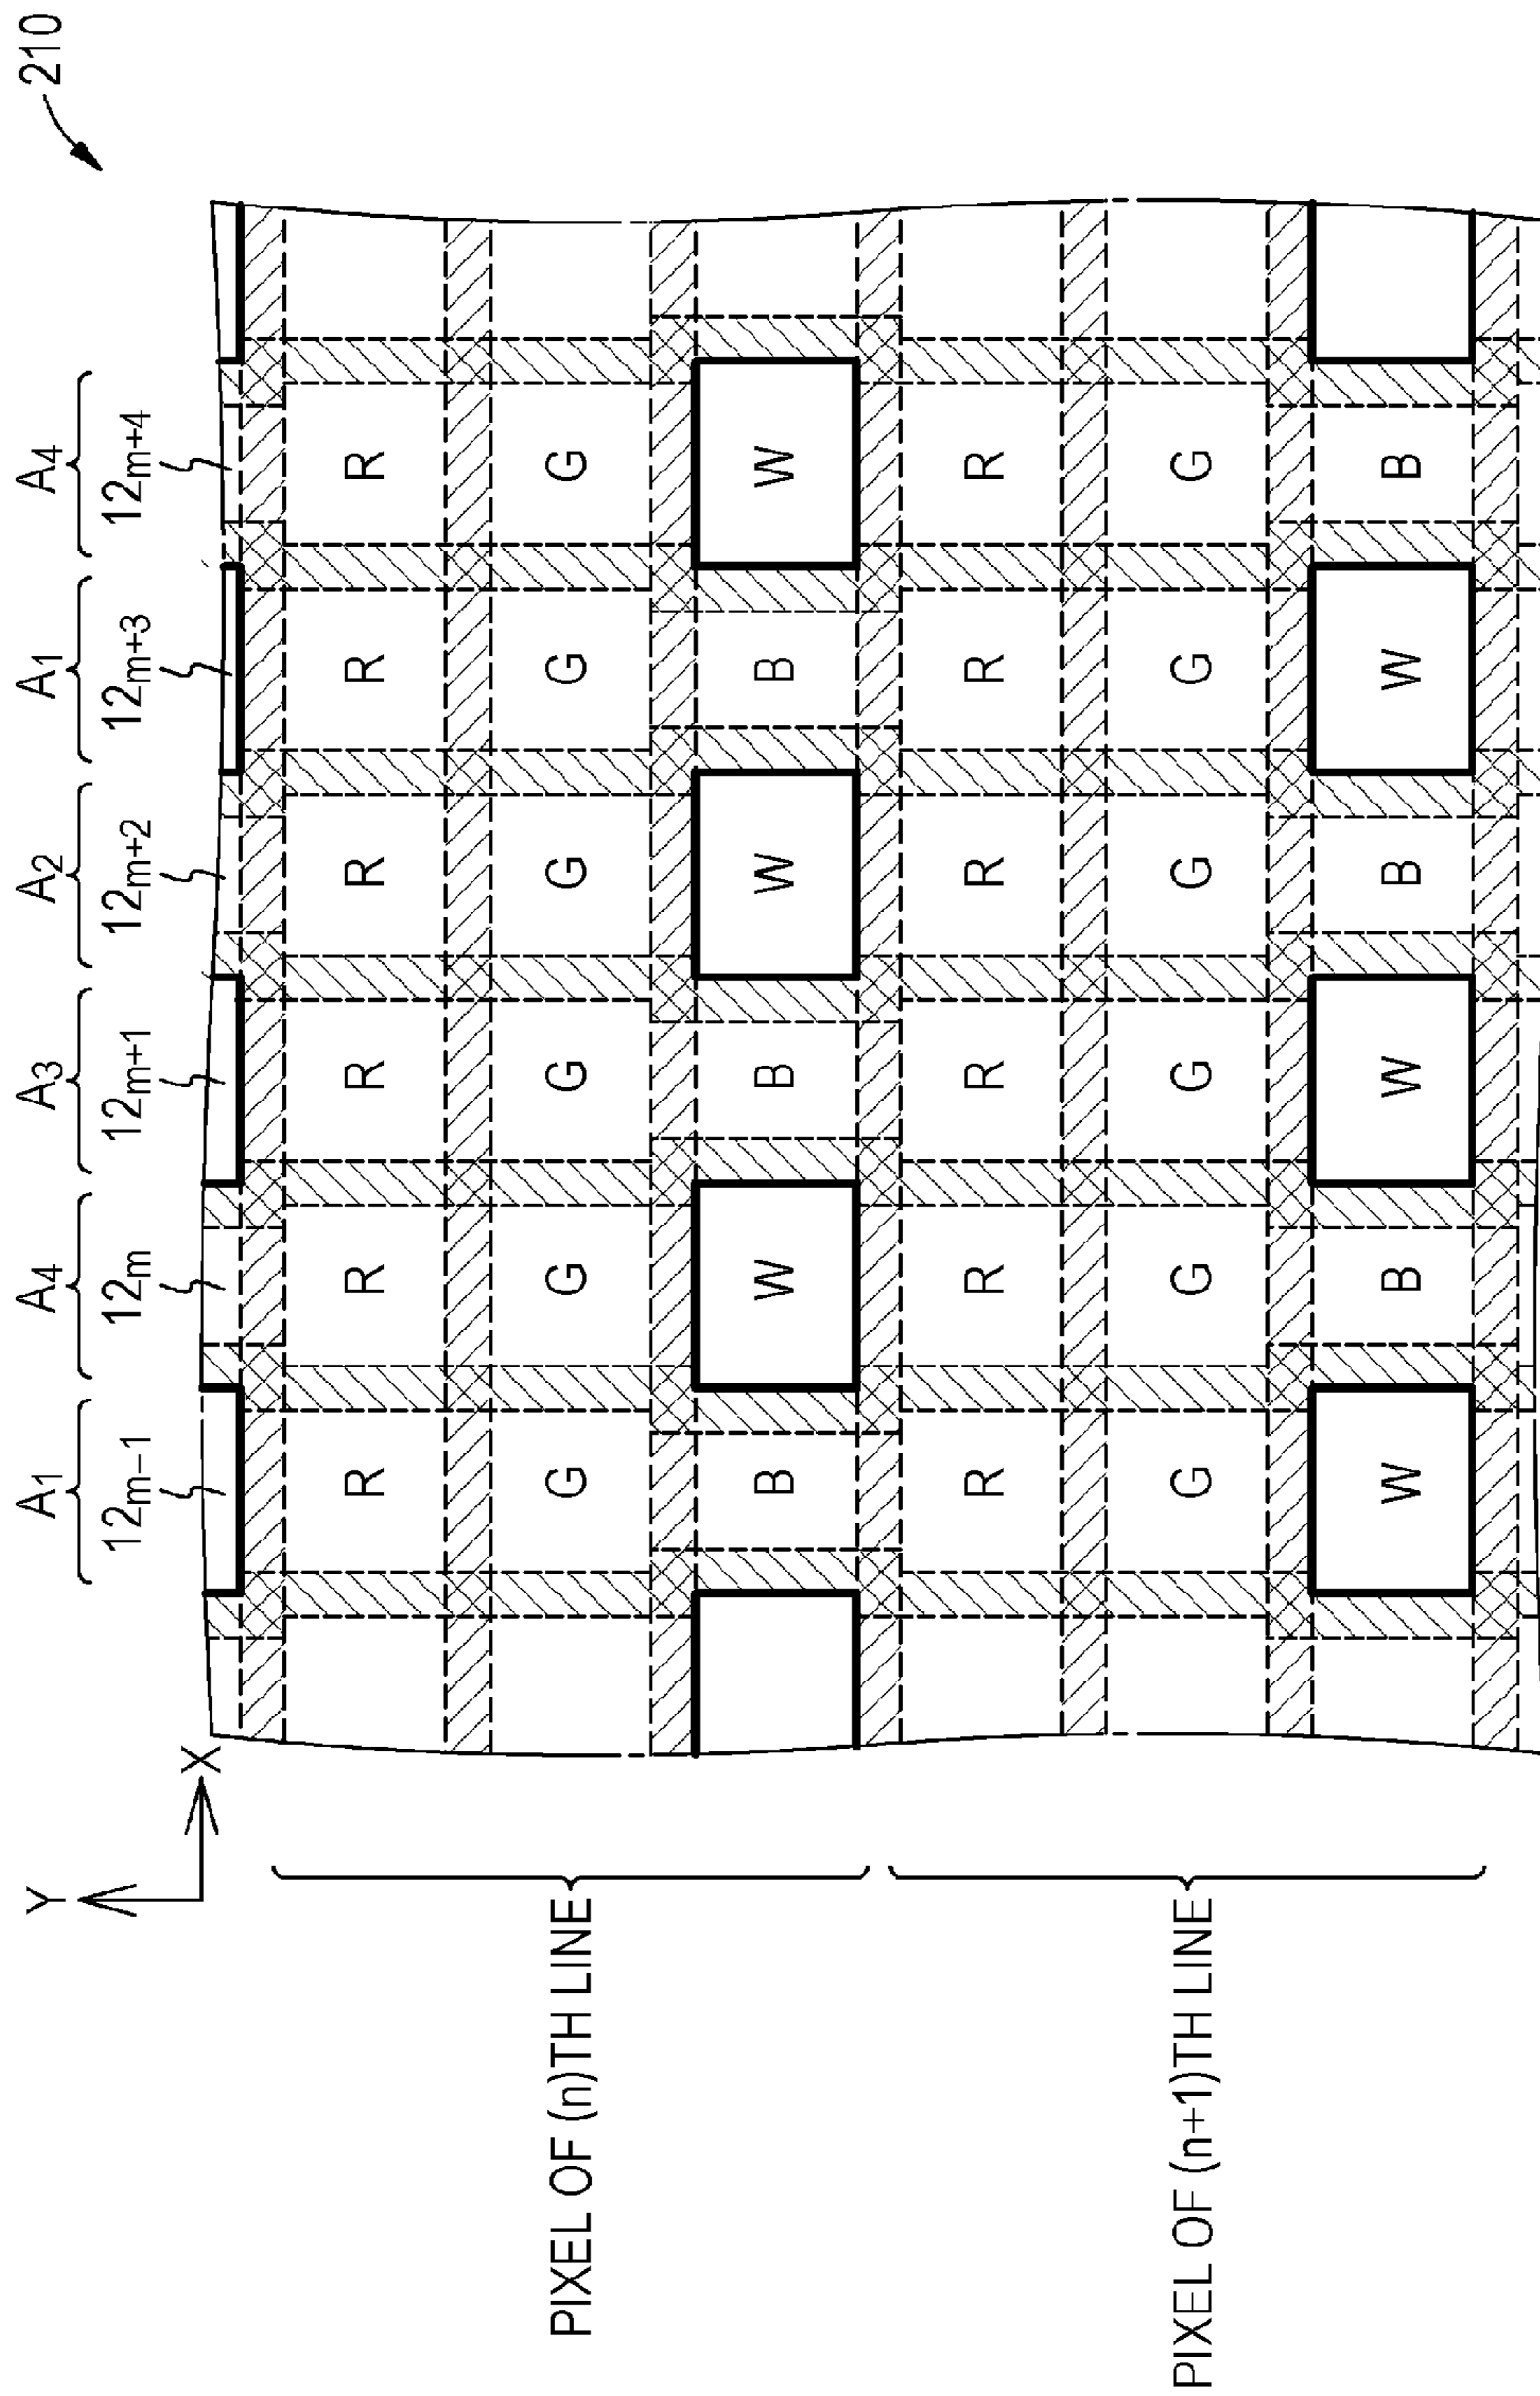 210
Y
A1 A4 A3 A2 A1 A4
12m−1 12m 12m+1 12m+2 12m+3 12m+4
X
R R R R R R
PIXEL OF (n)TH LINE
G G G G G G
B W B W B W
R R R R R R
PIXEL OF (n+1)TH LINE
G G G G G G
W B W B W B